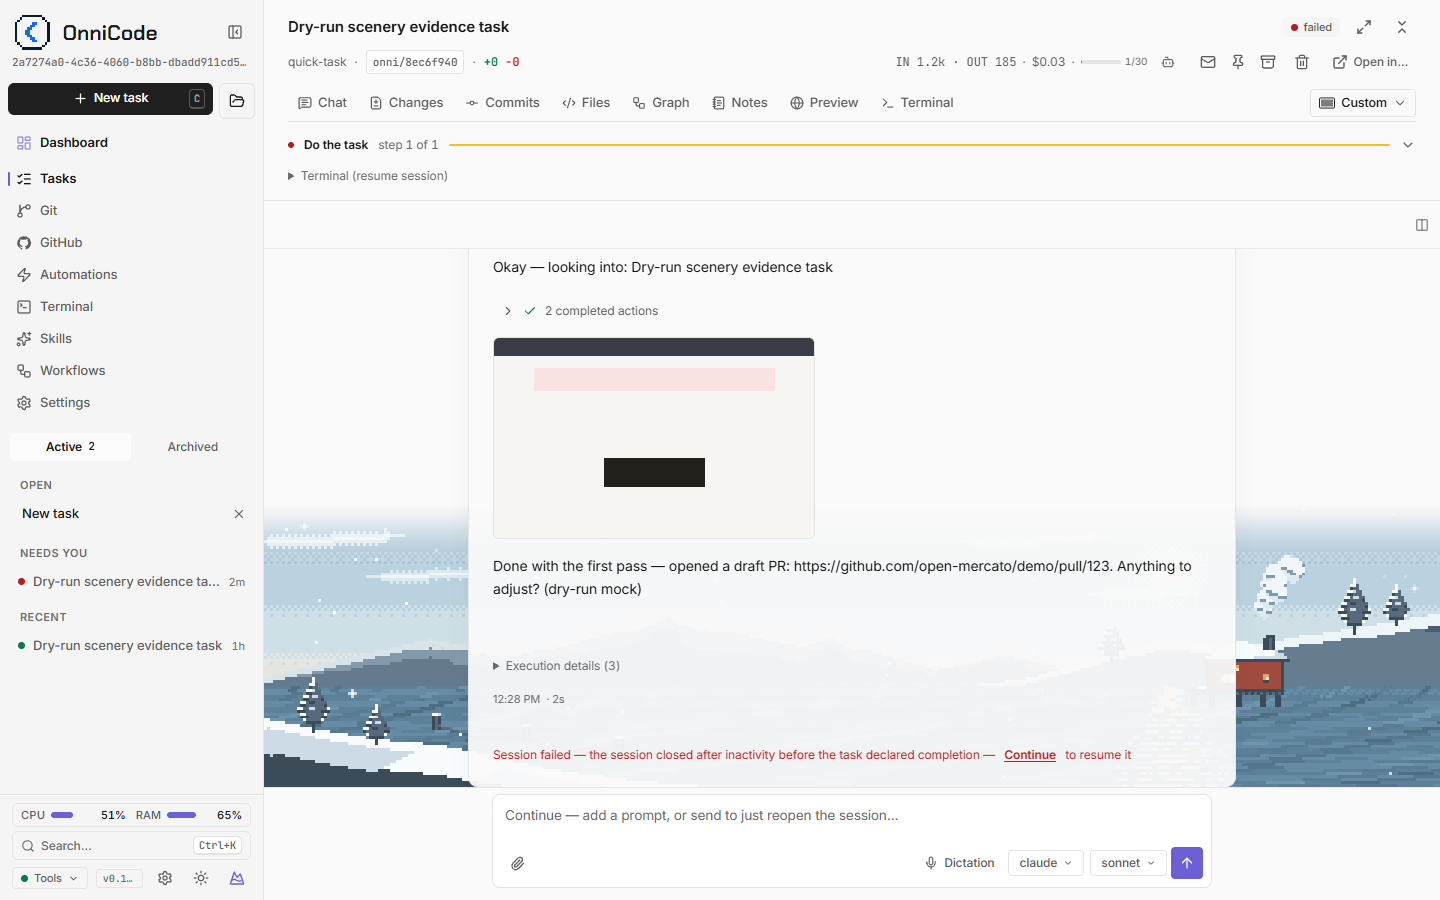 OnniCode
2a7274a0-4c36-4060-b8bb-dbadd911cd5…
New task C
Dashboard
Tasks
Git
GitHub
Automations
Terminal
Skills
Workflows
Settings
Active 2
Archived
OPEN
New task
NEEDS YOU
Dry-run scenery evidence ta… 2m
RECENT
Dry-run scenery evidence task 1h
CPU 51% RAM 65%
Search... Ctrl+K
Tools v0.1…
Dry-run scenery evidence task
failed
quick-task · onni/8ec6f940 · +0 -0
IN 1.2k · OUT 185 · $0.03 · 1/30
Open in...
Chat
Changes
Commits
Files
Graph
Notes
Preview
Terminal
Custom
Do the task step 1 of 1
Terminal (resume session)
Okay — looking into: Dry-run scenery evidence task
2 completed actions
Done with the first pass — opened a draft PR: https://github.com/open-mercato/demo/pull/123. Anything to
adjust? (dry-run mock)
Execution details (3)
12:28 PM · 2s
Session failed — the session closed after inactivity before the task declared completion — Continue to resume it
Continue — add a prompt, or send to just reopen the session...
Dictation
claude
sonnet